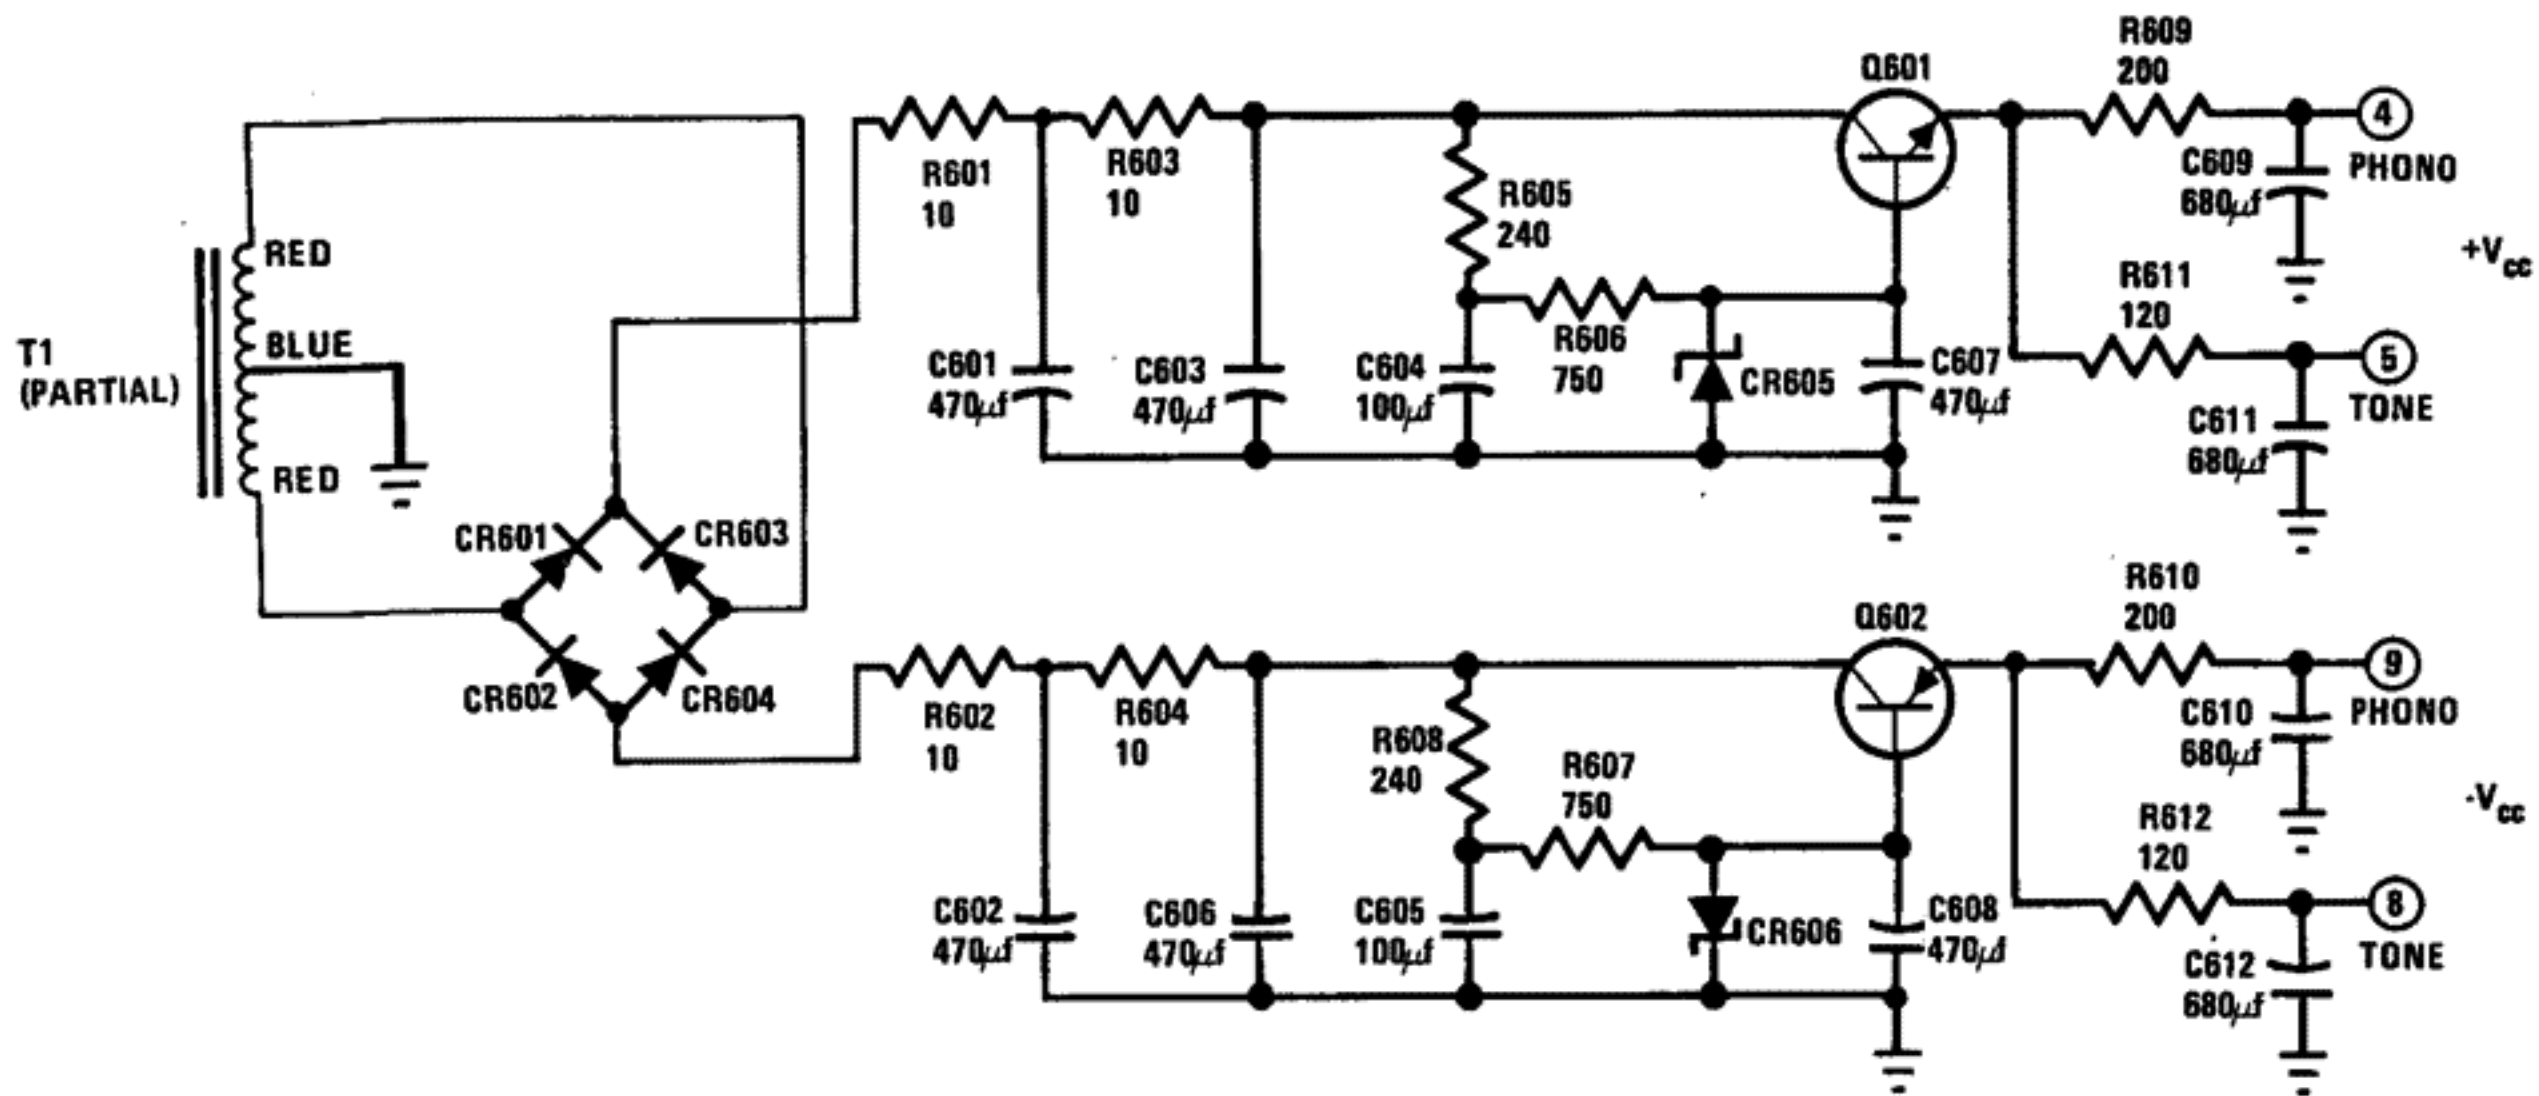 T1
(PARTIAL)
RED
BLUE
RED
CR601
CR603
CR602
CR604
R601
10
R603
10
C601
470µf
C603
470µf
R605
240
C604
100µf
R606
750
CR605
Q601
C607
470µf
R609
200
C609
680µf
4
PHONO
R611
120
C611
680µf
5
TONE
+Vcc
R602
10
R604
10
C602
470µf
C606
470µf
R608
240
C605
100µf
R607
750
CR606
Q602
C608
470µf
R610
200
C610
680µf
9
PHONO
R612
120
C612
680µf
8
TONE
-Vcc